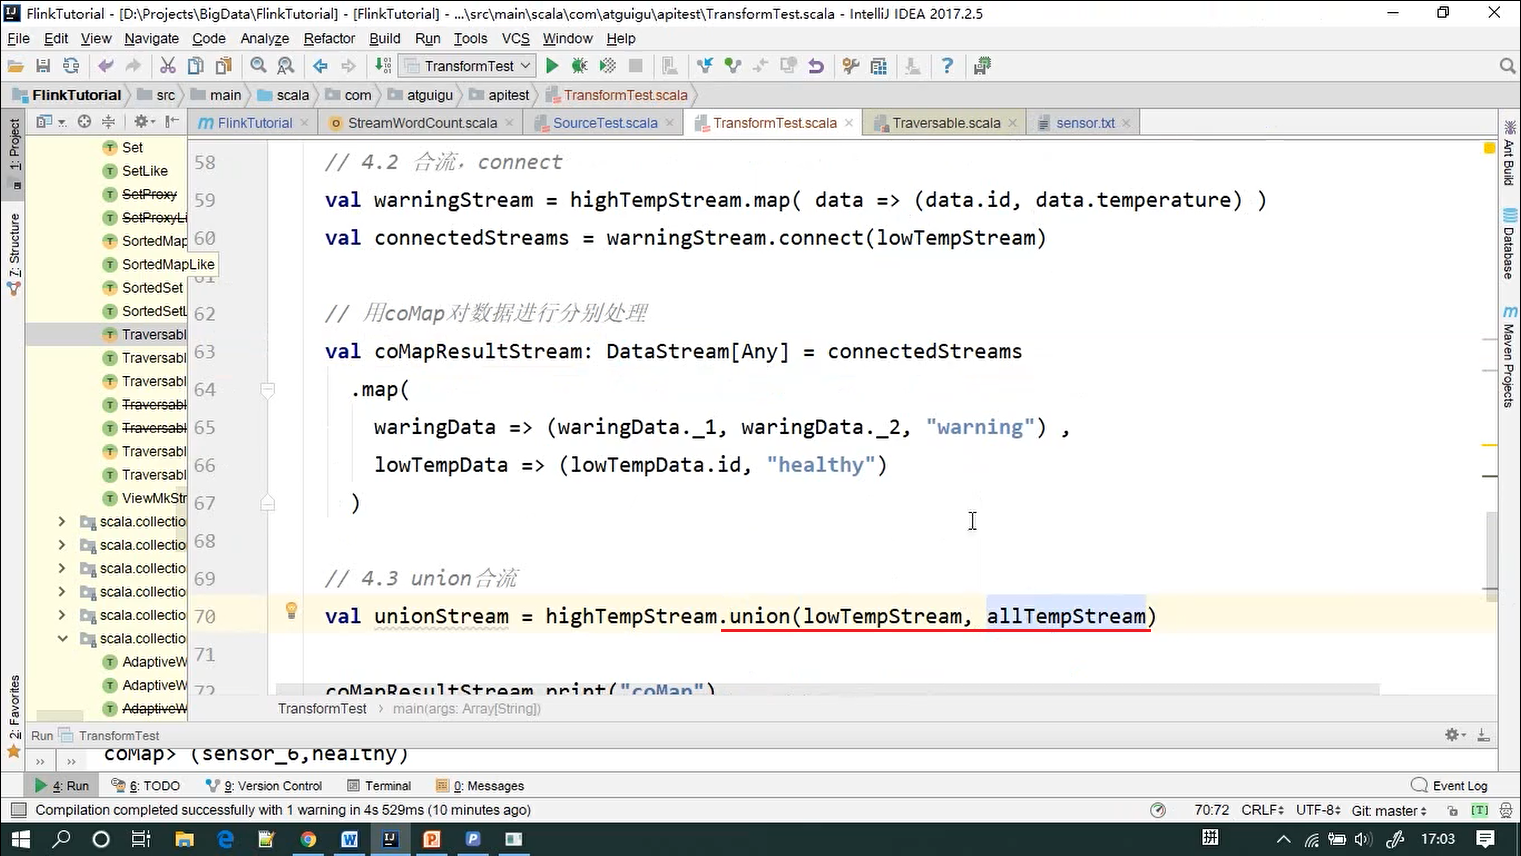 FlinkTutorial - [D:\Projects\BigData\FlinkTutorial] - [FlinkTutorial] - ...\src\main\scala\com\atguigu\apitest\TransformTest.scala - IntelliJ IDEA 2017.2.5
File Edit View Navigate Code Analyze Refactor Build Run Tools VCS Window Help
TransformTest
FlinkTutorial src main scala com atguigu apitest TransformTest.scala
FlinkTutorial StreamWordCount.scala SourceTest.scala TransformTest.scala Traversable.scala sensor.txt
1: Project
7: Structure
2: Favorites
Set
SetLike
SetProxy
SetProxyLi
SortedMap
SortedMapLike
SortedSet
SortedSetL
Traversabl
Traversabl
Traversabl
Traversabl
Traversabl
Traversabl
Traversabl
ViewMkStr
scala.collectio
scala.collectio
scala.collectio
scala.collectio
scala.collectio
scala.collectio
AdaptiveW
AdaptiveW
AdaptiveW
58 // 4.2 合流，connect
59 val warningStream = highTempStream.map( data => (data.id, data.temperature) )
60 val connectedStreams = warningStream.connect(lowTempStream)
61
62 // 用coMap对数据进行分别处理
63 val coMapResultStream: DataStream[Any] = connectedStreams
64 .map(
65 waringData => (waringData._1, waringData._2, "warning") ,
66 lowTempData => (lowTempData.id, "healthy")
67 )
68
69 // 4.3 union合流
70 val unionStream = highTempStream.union(lowTempStream, allTempStream)
71
72 coMapResultStream.print("coMap")
TransformTest main(args: Array[String])
Ant Build
Database
Maven Projects
Run TransformTest
coMap> (sensor_6,healthy)
4: Run 6: TODO 9: Version Control Terminal 0: Messages Event Log
Compilation completed successfully with 1 warning in 4s 529ms (10 minutes ago) 70:72 CRLF UTF-8 Git: master [T]
拼 17:03